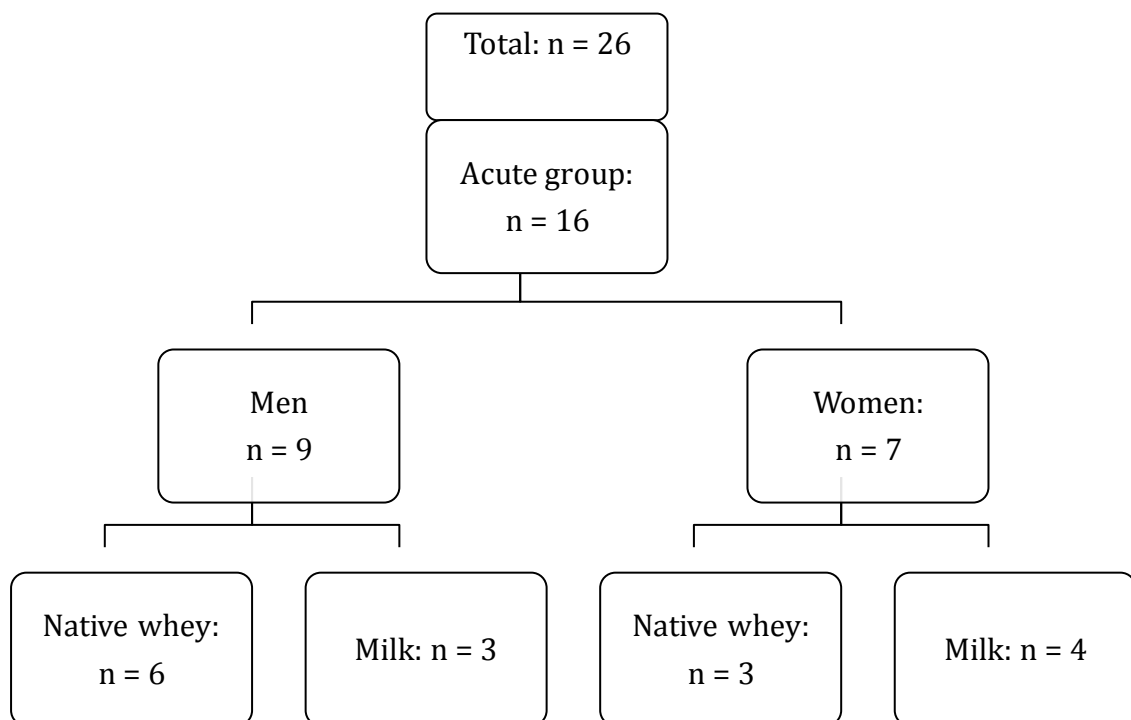 Total: n = 26
Acute group:
n = 16
Men
n = 9
Women:
n = 7
Native whey:
n = 6
Milk: n = 3
Native whey:
n = 3
Milk: n = 4